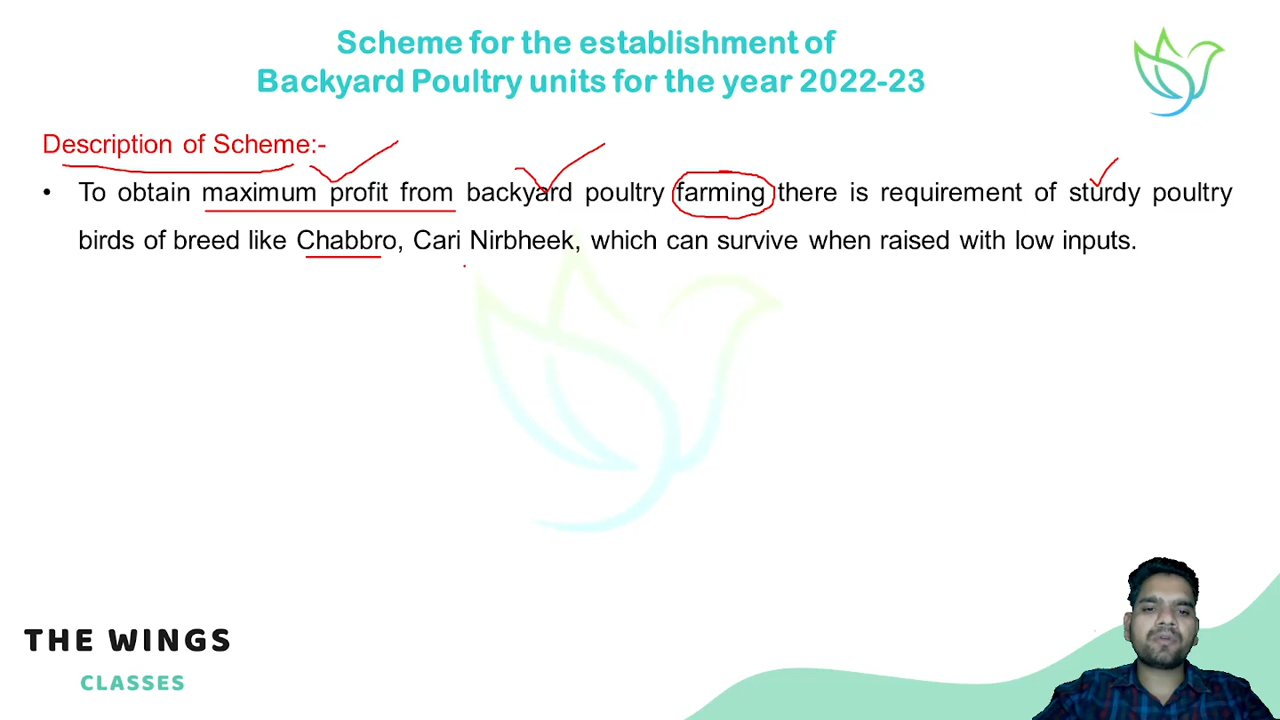 Scheme for the establishment of
Backyard Poultry units for the year 2022-23
Description of Scheme:-
• To obtain maximum profit from backyard poultry farming there is requirement of sturdy poultry
birds of breed like Chabbro, Cari Nirbheek, which can survive when raised with low inputs.
THE WINGS
CLASSES